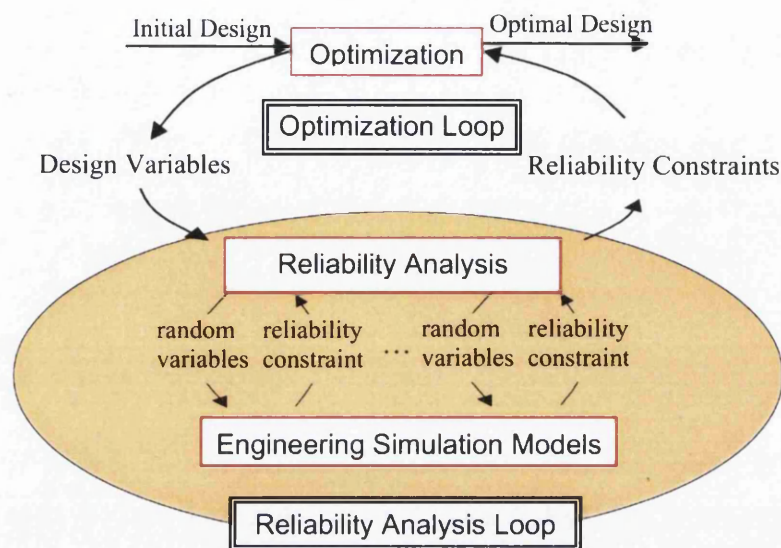 Initial Design
Optimization
Optimal Design
Optimization Loop
Design Variables
Reliability Constraints
Reliability Analysis
random
variables
reliability
constraint
...
random
variables
reliability
constraint
Engineering Simulation Models
Reliability Analysis Loop